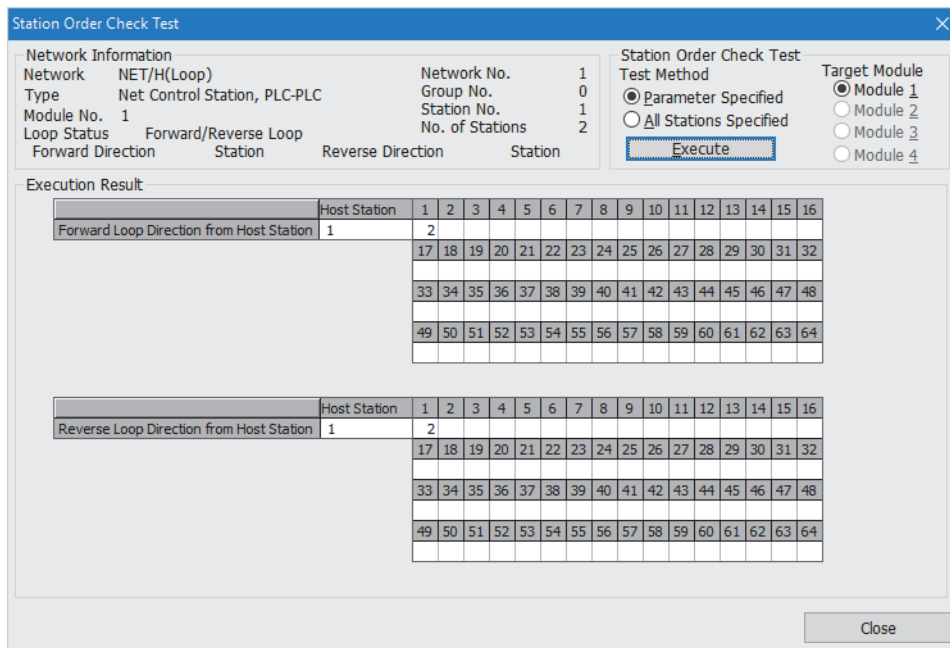 Station Order Check Test
Network Information
Network NET/H(Loop)
Type Net Control Station, PLC-PLC
Module No. 1
Loop Status Forward/Reverse Loop
Forward Direction Station Reverse Direction Station
Network No. 1
Group No. 0
Station No. 1
No. of Stations 2
Station Order Check Test
Test Method
Parameter Specified
All Stations Specified
Execute
Target Module
Module 1
Module 2
Module 3
Module 4
Execution Result
Host Station 1 2 3 4 5 6 7 8 9 10 11 12 13 14 15 16
Forward Loop Direction from Host Station 1 2
17 18 19 20 21 22 23 24 25 26 27 28 29 30 31 32
33 34 35 36 37 38 39 40 41 42 43 44 45 46 47 48
49 50 51 52 53 54 55 56 57 58 59 60 61 62 63 64
Host Station 1 2 3 4 5 6 7 8 9 10 11 12 13 14 15 16
Reverse Loop Direction from Host Station 1 2
17 18 19 20 21 22 23 24 25 26 27 28 29 30 31 32
33 34 35 36 37 38 39 40 41 42 43 44 45 46 47 48
49 50 51 52 53 54 55 56 57 58 59 60 61 62 63 64
Close